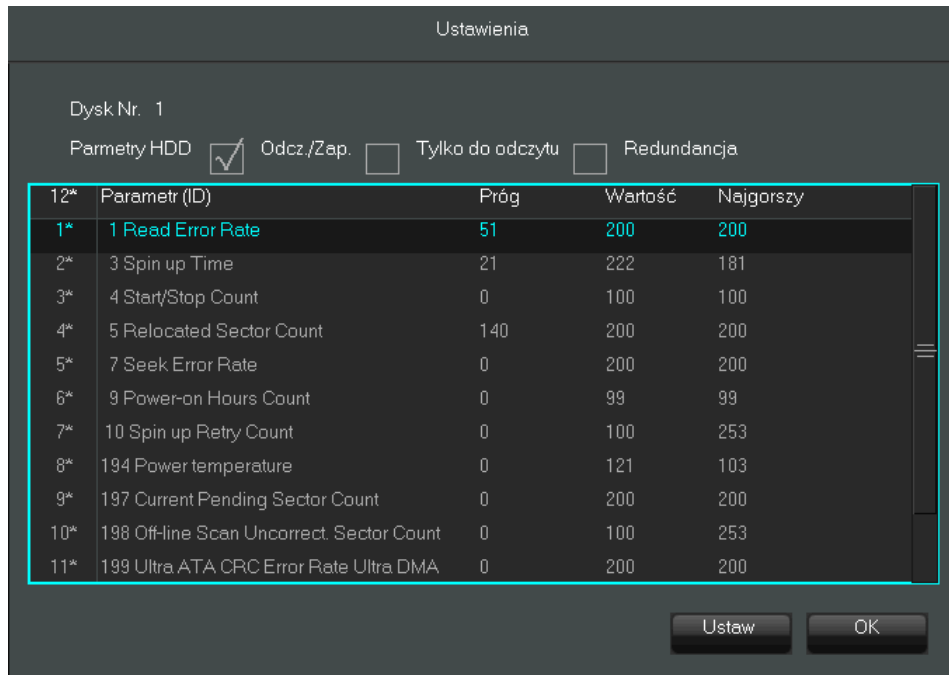 Ustawienia
Dysk Nr. 1
Parmetry HDD Odcz./Zap. Tylko do odczytu Redundancja
12* Parametr (ID) Próg Wartość Najgorszy
1* 1 Read Error Rate 51 200 200
2* 3 Spin up Time 21 222 181
3* 4 Start/Stop Count 0 100 100
4* 5 Relocated Sector Count 140 200 200
5* 7 Seek Error Rate 0 200 200
6* 9 Power-on Hours Count 0 99 99
7* 10 Spin up Retry Count 0 100 253
8* 194 Power temperature 0 121 103
9* 197 Current Pending Sector Count 0 200 200
10* 198 Off-line Scan Uncorrect. Sector Count 0 100 253
11* 199 Ultra ATA CRC Error Rate Ultra DMA 0 200 200
Ustaw OK